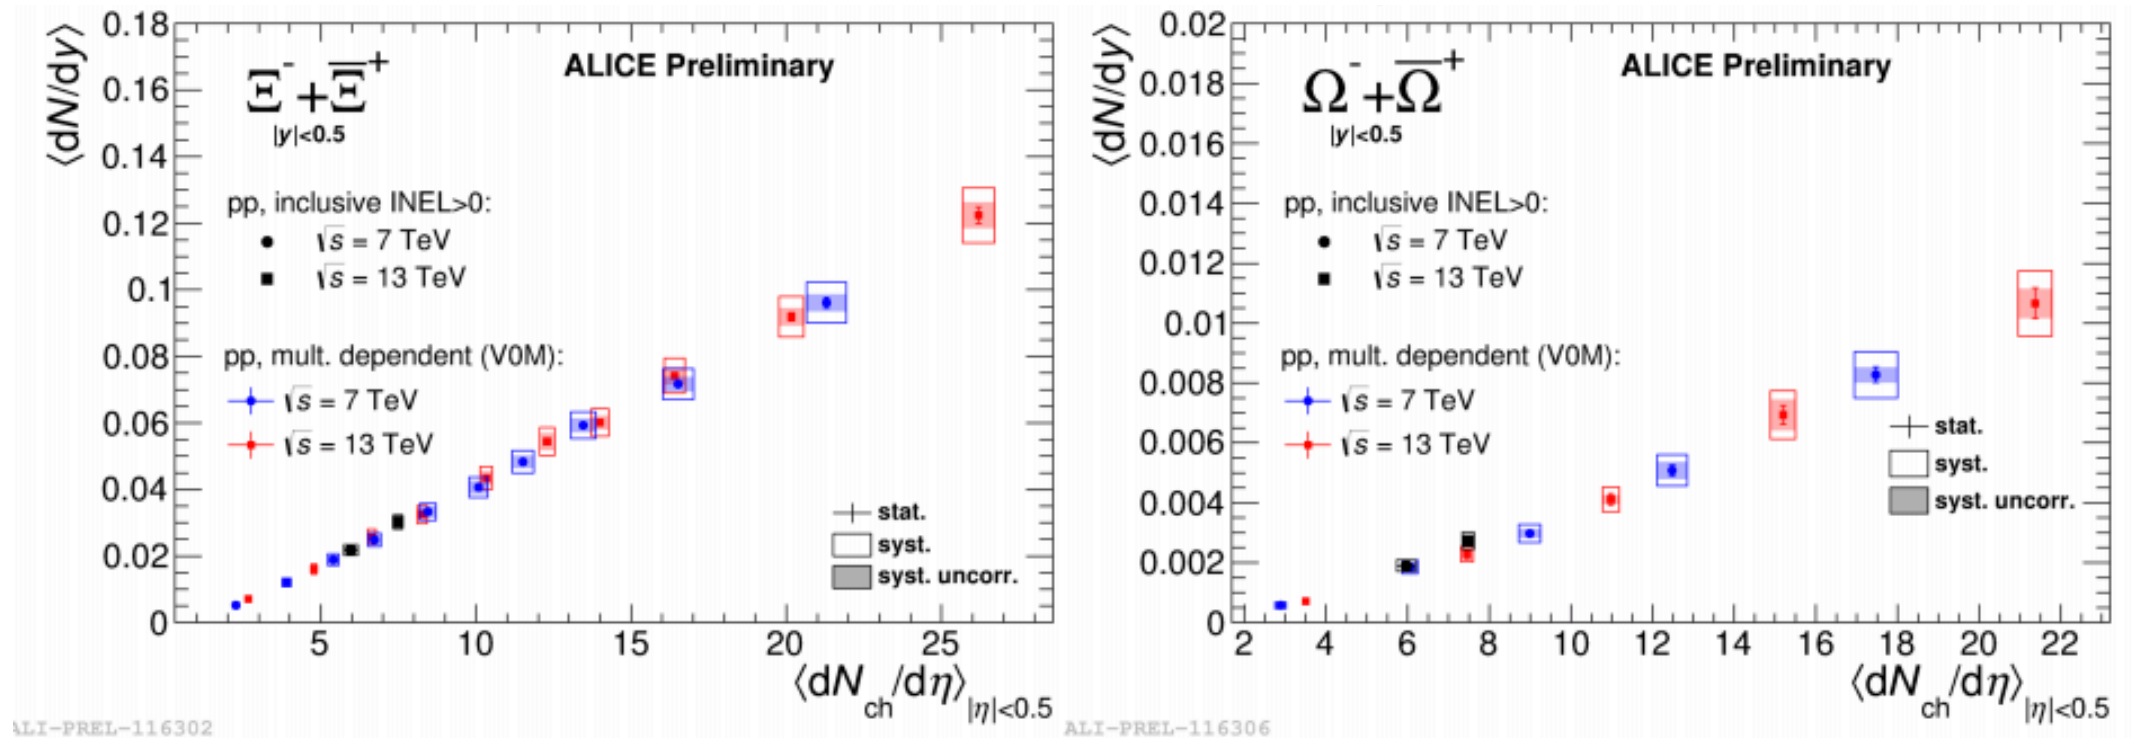 ⟨dN/dy⟩
0.18
0.16
0.14
0.12
0.1
0.08
0.06
0.04
0.02
0
Ξ⁻+Ξ̅⁺
|y|<0.5
ALICE Preliminary
pp, inclusive INEL>0:
√s = 7 TeV
√s = 13 TeV
pp, mult. dependent (V0M):
√s = 7 TeV
√s = 13 TeV
stat.
syst.
syst. uncorr.
5 10 15 20 25
⟨dN_ch/dη⟩_|η|<0.5
ALI-PREL-116302
⟨dN/dy⟩
0.02
0.018
0.016
0.014
0.012
0.01
0.008
0.006
0.004
0.002
0
Ω⁻+Ω̅⁺
|y|<0.5
ALICE Preliminary
pp, inclusive INEL>0:
√s = 7 TeV
√s = 13 TeV
pp, mult. dependent (V0M):
√s = 7 TeV
√s = 13 TeV
stat.
syst.
syst. uncorr.
2 4 6 8 10 12 14 16 18 20 22
⟨dN_ch/dη⟩_|η|<0.5
ALI-PREL-116306